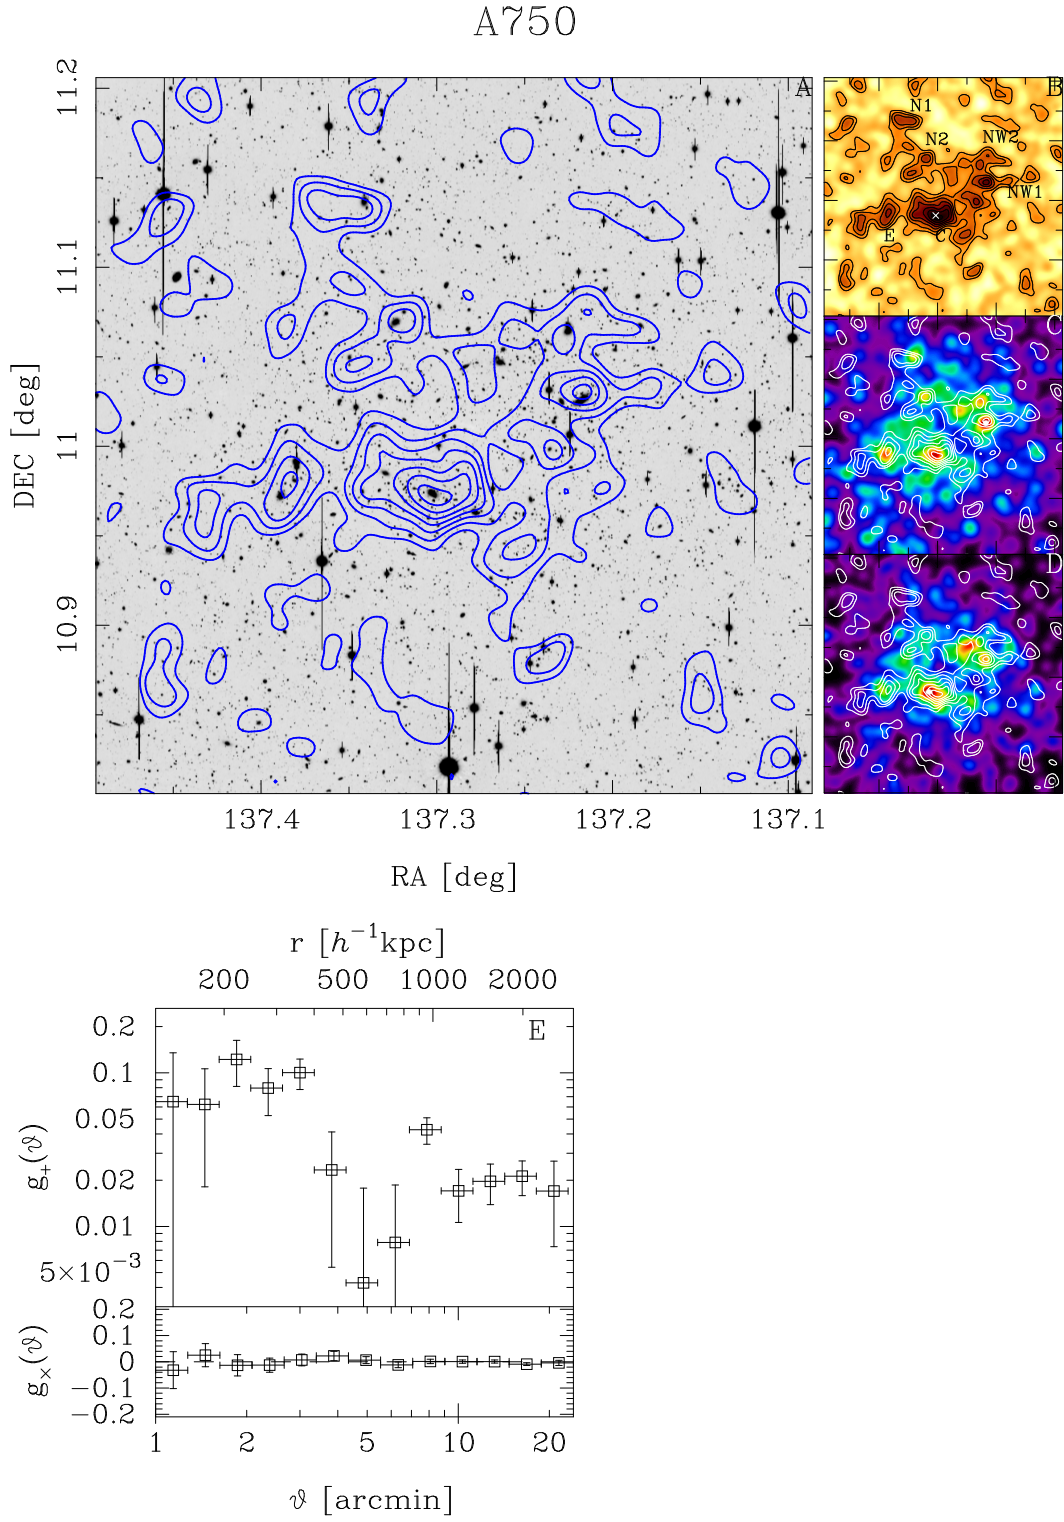 A750
A
11.2
11.1
11
10.9
DEC [deg]
137.4 137.3 137.2 137.1
RA [deg]
B
N1
N2
NW2
NW1
E
C
C
D
r [h⁻¹kpc]
200 500 1000 2000
E
0.2
0.1
0.05
0.02
0.01
5×10⁻³
g₊(ϑ)
0.2
0.1
0
−0.1
−0.2
g×(ϑ)
1 2 5 10 20
ϑ [arcmin]